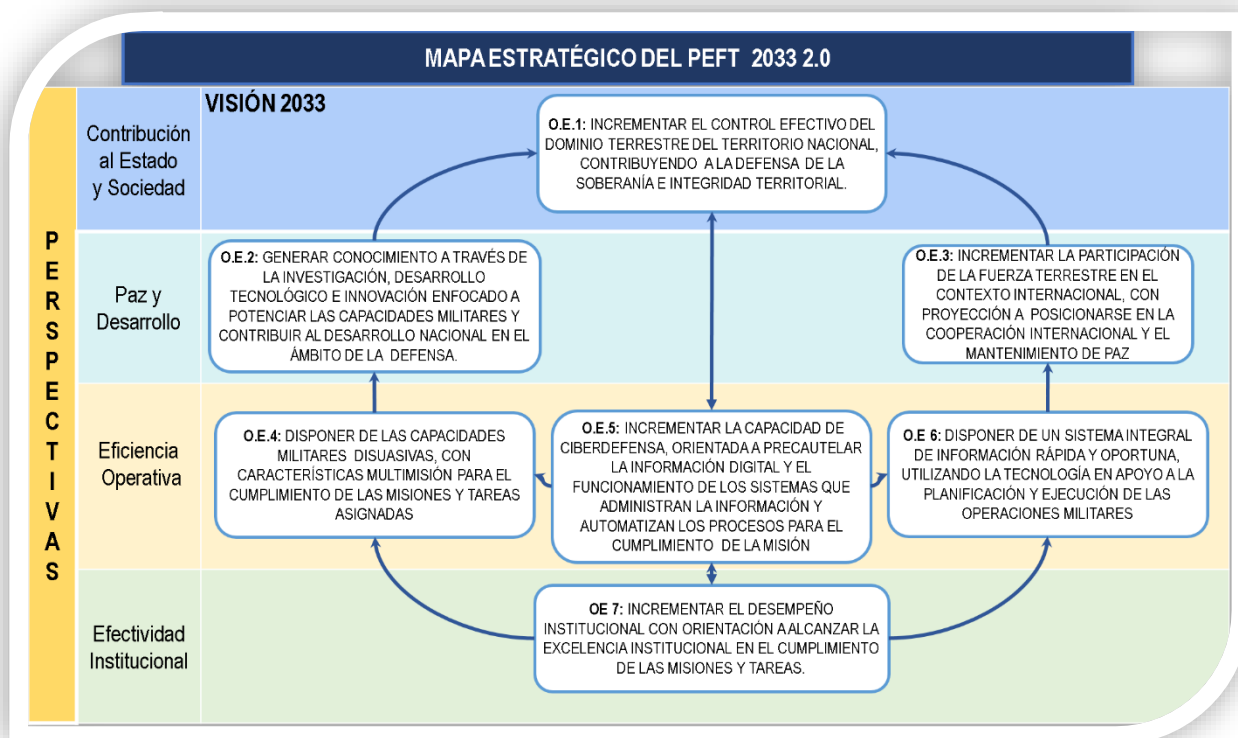 MAPA ESTRATÉGICO DEL PEFT 2033 2.0
PERSPECTIVAS
VISIÓN 2033
Contribución
al Estado
y Sociedad
O.E.1: INCREMENTAR EL CONTROL EFECTIVO DEL
DOMINIO TERRESTRE DEL TERRITORIO NACIONAL,
CONTRIBUYENDO A LA DEFENSA DE LA
SOBERANÍA E INTEGRIDAD TERRITORIAL.
Paz y
Desarrollo
O.E.2: GENERAR CONOCIMIENTO A TRAVÉS DE
LA INVESTIGACIÓN, DESARROLLO
TECNOLÓGICO E INNOVACIÓN ENFOCADO A
POTENCIAR LAS CAPACIDADES MILITARES Y
CONTRIBUIR AL DESARROLLO NACIONAL EN EL
ÁMBITO DE LA DEFENSA.
O.E.3: INCREMENTAR LA PARTICIPACIÓN
DE LA FUERZA TERRESTRE EN EL
CONTEXTO INTERNACIONAL, CON
PROYECCIÓN A POSICIONARSE EN LA
COOPERACIÓN INTERNACIONAL Y EL
MANTENIMIENTO DE PAZ
Eficiencia
Operativa
O.E.4: DISPONER DE LAS CAPACIDADES
MILITARES DISUASIVAS, CON
CARACTERÍSTICAS MULTIMISIÓN PARA EL
CUMPLIMIENTO DE LAS MISIONES Y TAREAS
ASIGNADAS
O.E.5: INCREMENTAR LA CAPACIDAD DE
CIBERDEFENSA, ORIENTADA A PRECAUTELAR
LA INFORMACIÓN DIGITAL Y EL
FUNCIONAMIENTO DE LOS SISTEMAS QUE
ADMINISTRAN LA INFORMACIÓN Y
AUTOMATIZAN LOS PROCESOS PARA EL
CUMPLIMIENTO DE LA MISIÓN
O.E 6: DISPONER DE UN SISTEMA INTEGRAL
DE INFORMACIÓN RÁPIDA Y OPORTUNA,
UTILIZANDO LA TECNOLOGÍA EN APOYO A LA
PLANIFICACIÓN Y EJECUCIÓN DE LAS
OPERACIONES MILITARES
Efectividad
Institucional
OE 7: INCREMENTAR EL DESEMPEÑO
INSTITUCIONAL CON ORIENTACIÓN A ALCANZAR LA
EXCELENCIA INSTITUCIONAL EN EL CUMPLIMIENTO
DE LAS MISIONES Y TAREAS.